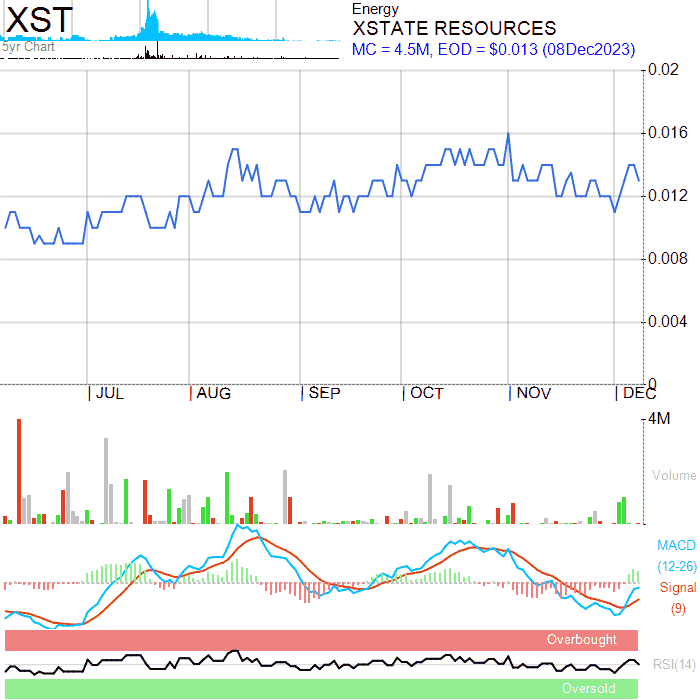 XST
5yr Chart
Energy
XSTATE RESOURCES
MC = 4.5M, EOD = $0.013 (08Dec2023)
0.02
0.016
0.012
0.008
0.004
0
JUL AUG SEP OCT NOV DEC
4M
Volume
MACD
(12-26)
Signal
(9)
Overbought
RSI(14)
Oversold